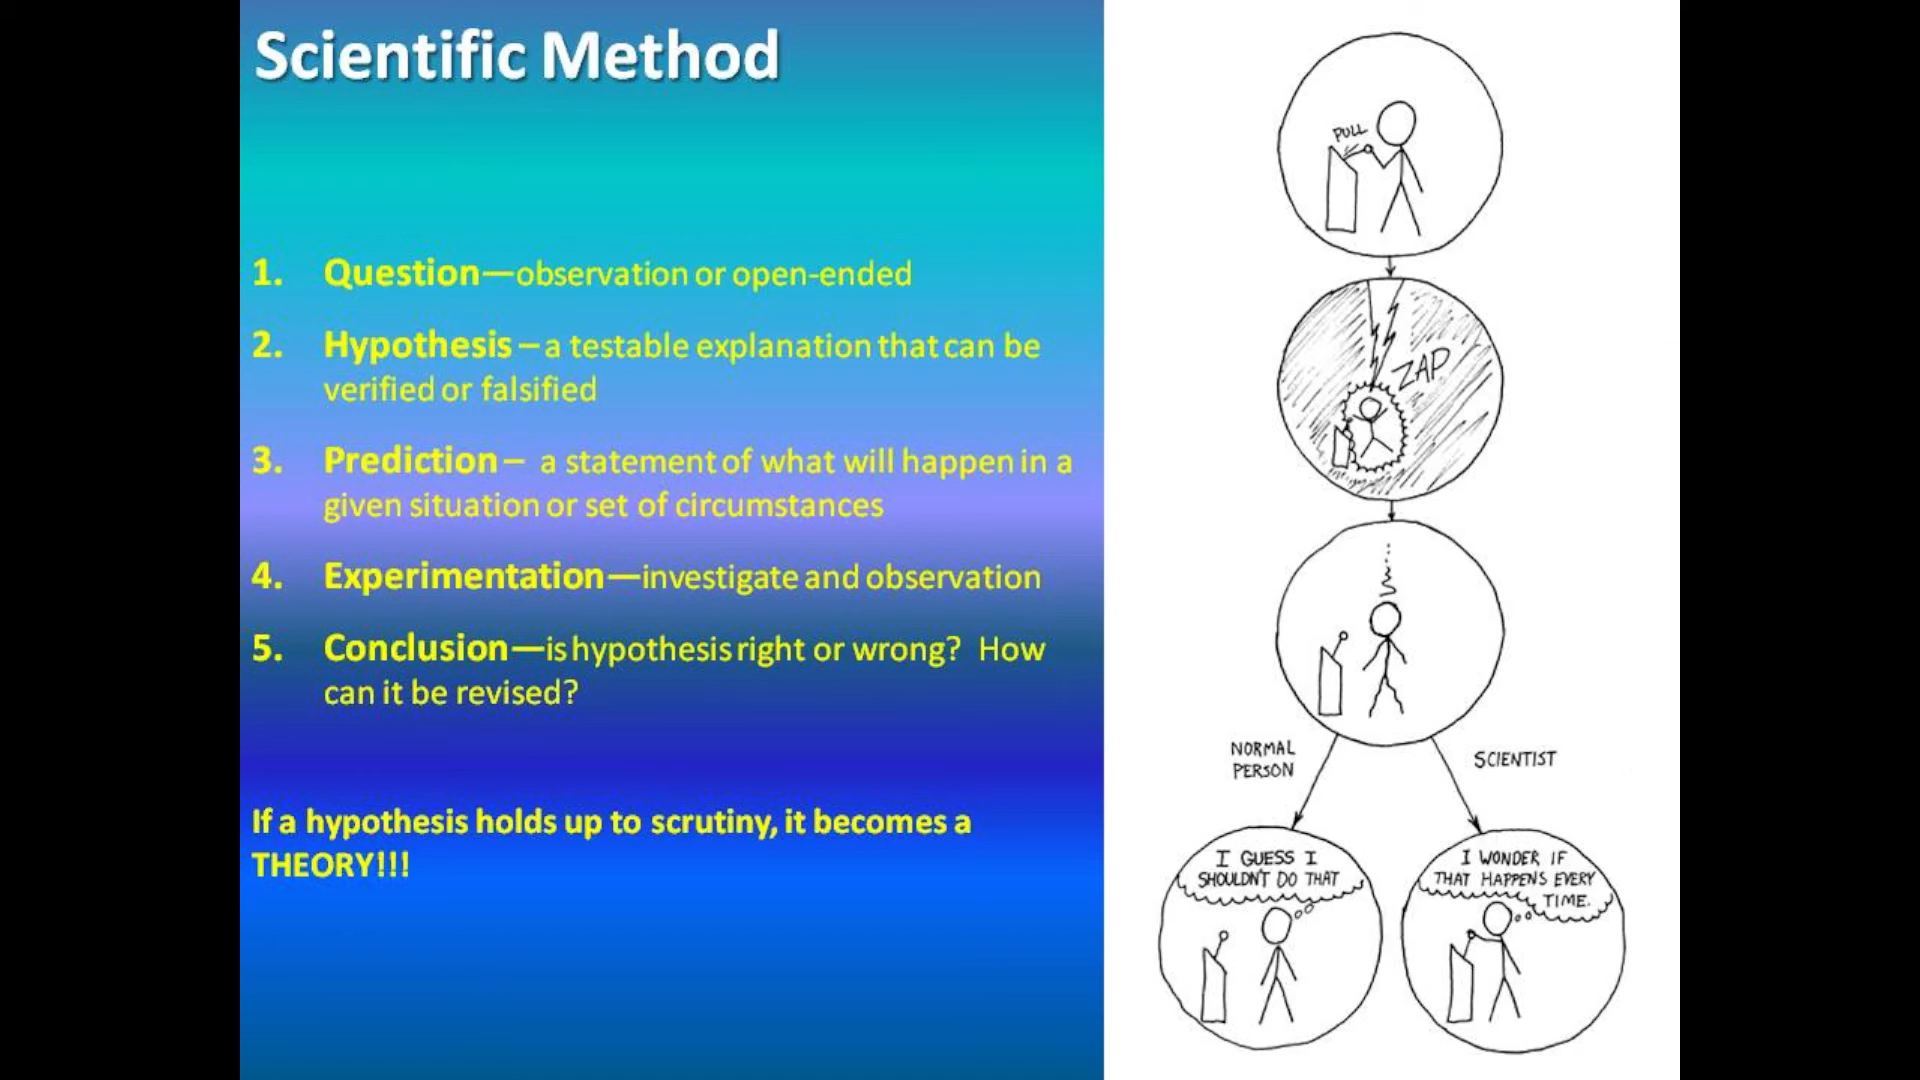 Scientific Method
1. Question—observation or open-ended
2. Hypothesis – a testable explanation that can be
verified or falsified
3. Prediction – a statement of what will happen in a
given situation or set of circumstances
4. Experimentation—investigate and observation
5. Conclusion—is hypothesis right or wrong? How
can it be revised?
If a hypothesis holds up to scrutiny, it becomes a
THEORY!!!
PULL
ZAP
NORMAL
PERSON
SCIENTIST
I GUESS I
SHOULDN'T DO THAT
I WONDER IF
THAT HAPPENS EVERY
TIME.